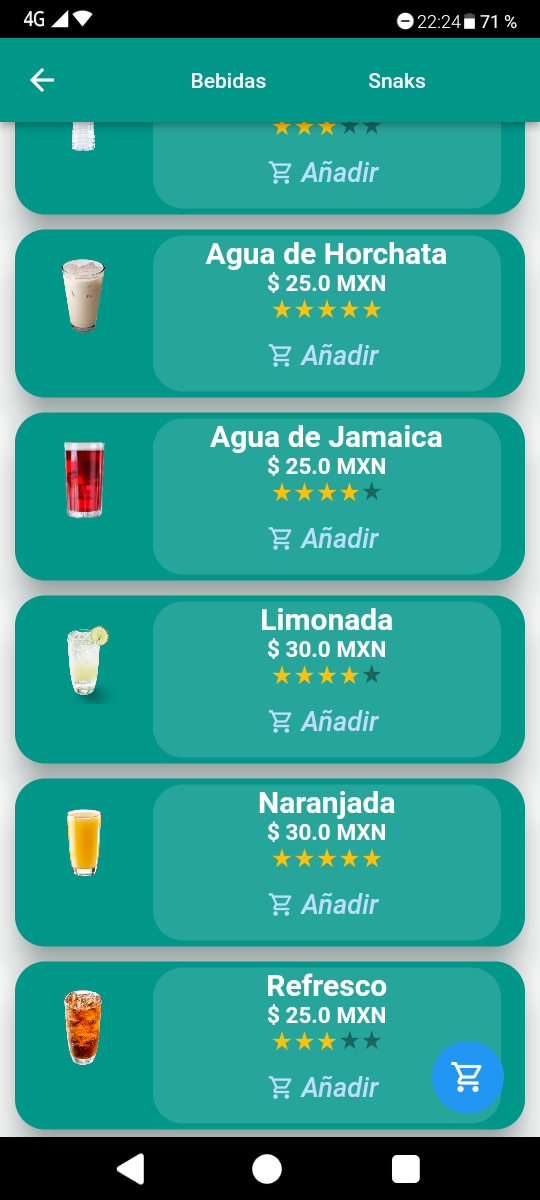 4G 22:24 71 %
Bebidas Snaks
Añadir
Agua de Horchata
$ 25.0 MXN
Añadir
Agua de Jamaica
$ 25.0 MXN
Añadir
Limonada
$ 30.0 MXN
Añadir
Naranjada
$ 30.0 MXN
Añadir
Refresco
$ 25.0 MXN
Añadir